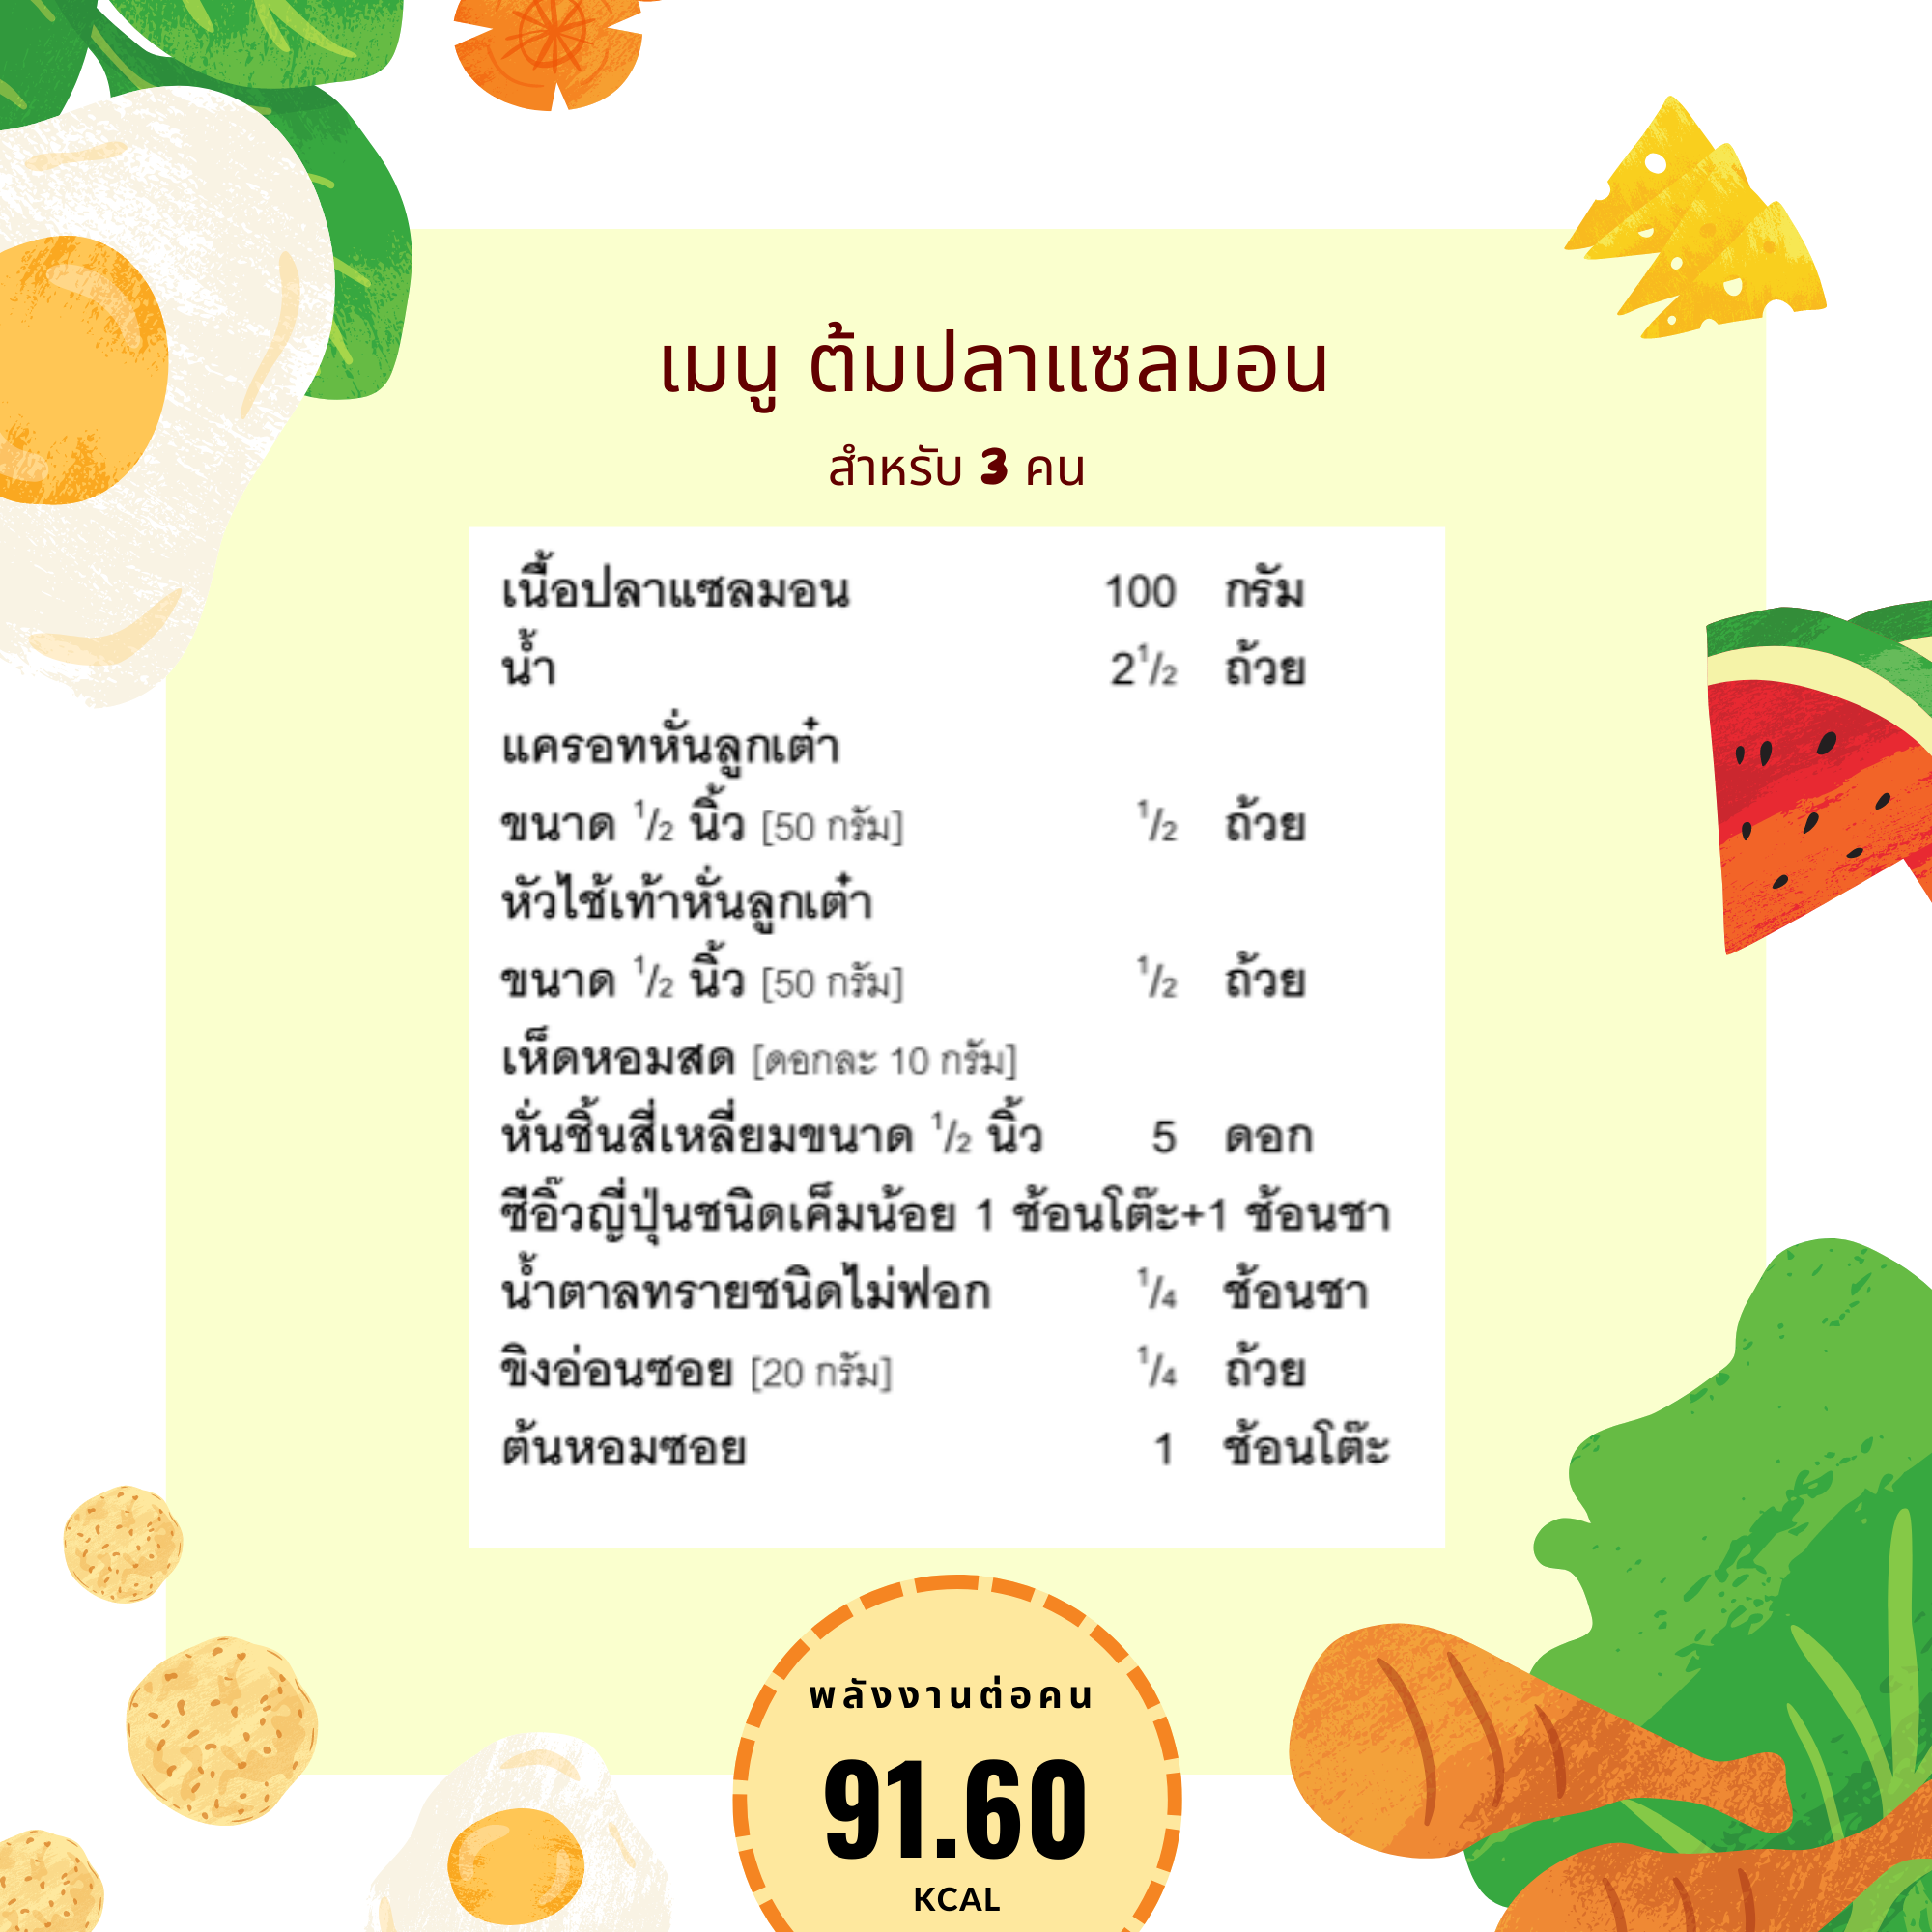 เมนู ต้มปลาแซลมอน
สำหรับ 3 คน
เนื้อปลาแซลมอน 100 กรัม
น้ำ 2 1/2 ถ้วย
แครอทหั่นลูกเต๋า
ขนาด 1/2 นิ้ว [50 กรัม] 1/2 ถ้วย
หัวไช้เท้าหั่นลูกเต๋า
ขนาด 1/2 นิ้ว [50 กรัม] 1/2 ถ้วย
เห็ดหอมสด [ดอกละ 10 กรัม]
หั่นชิ้นสี่เหลี่ยมขนาด 1/2 นิ้ว 5 ดอก
ซีอิ๊วญี่ปุ่นชนิดเค็มน้อย 1 ช้อนโต๊ะ+1 ช้อนชา
น้ำตาลทรายชนิดไม่ฟอก 1/4 ช้อนชา
ขิงอ่อนซอย [20 กรัม] 1/4 ถ้วย
ต้นหอมซอย 1 ช้อนโต๊ะ
พลังงานต่อคน
91.60
KCAL